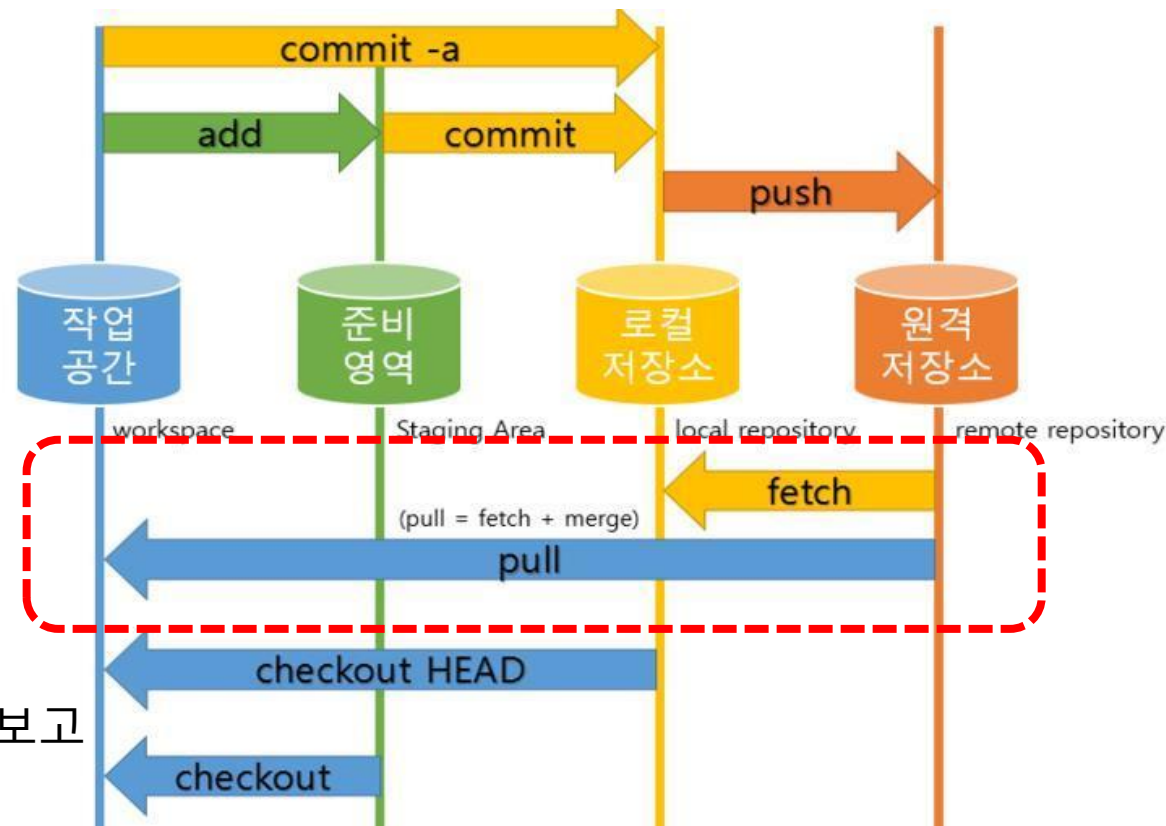 commit -a
add
commit
push
작업
공간
준비
영역
로컬
저장소
원격
저장소
workspace
Staging Area
local repository
remote repository
fetch
(pull = fetch + merge)
pull
checkout HEAD
보고
checkout